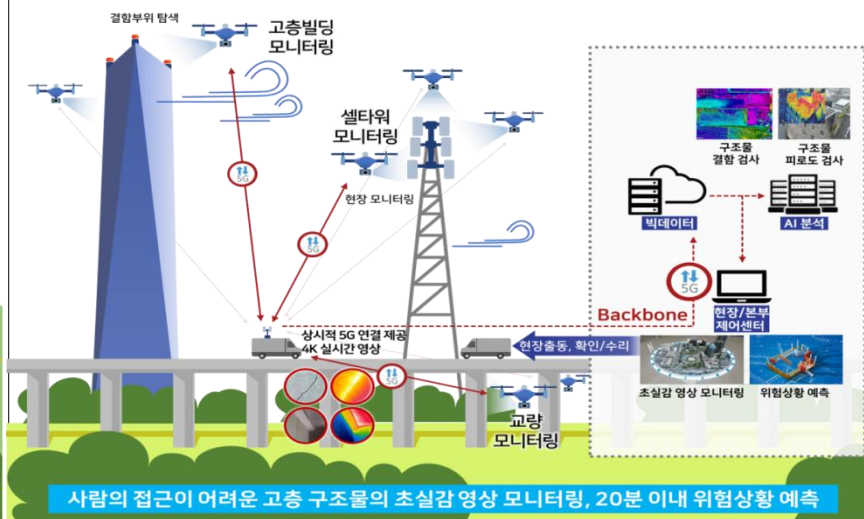 결함부위 탐색
고층빌딩
모니터링
셀타워
모니터링
현장 모니터링
5G
5G
상시적 5G 연결 제공
4K 실시간 영상
5G
교량
모니터링
구조물
결함 검사
구조물
피로도 검사
빅데이터
AI 분석
5G
Backbone
현장/본부
제어센터
현장출동, 확인/수리
초실감 영상 모니터링
위험상황 예측
사람의 접근이 어려운 고층 구조물의 초실감 영상 모니터링, 20분 이내 위험상황 예측